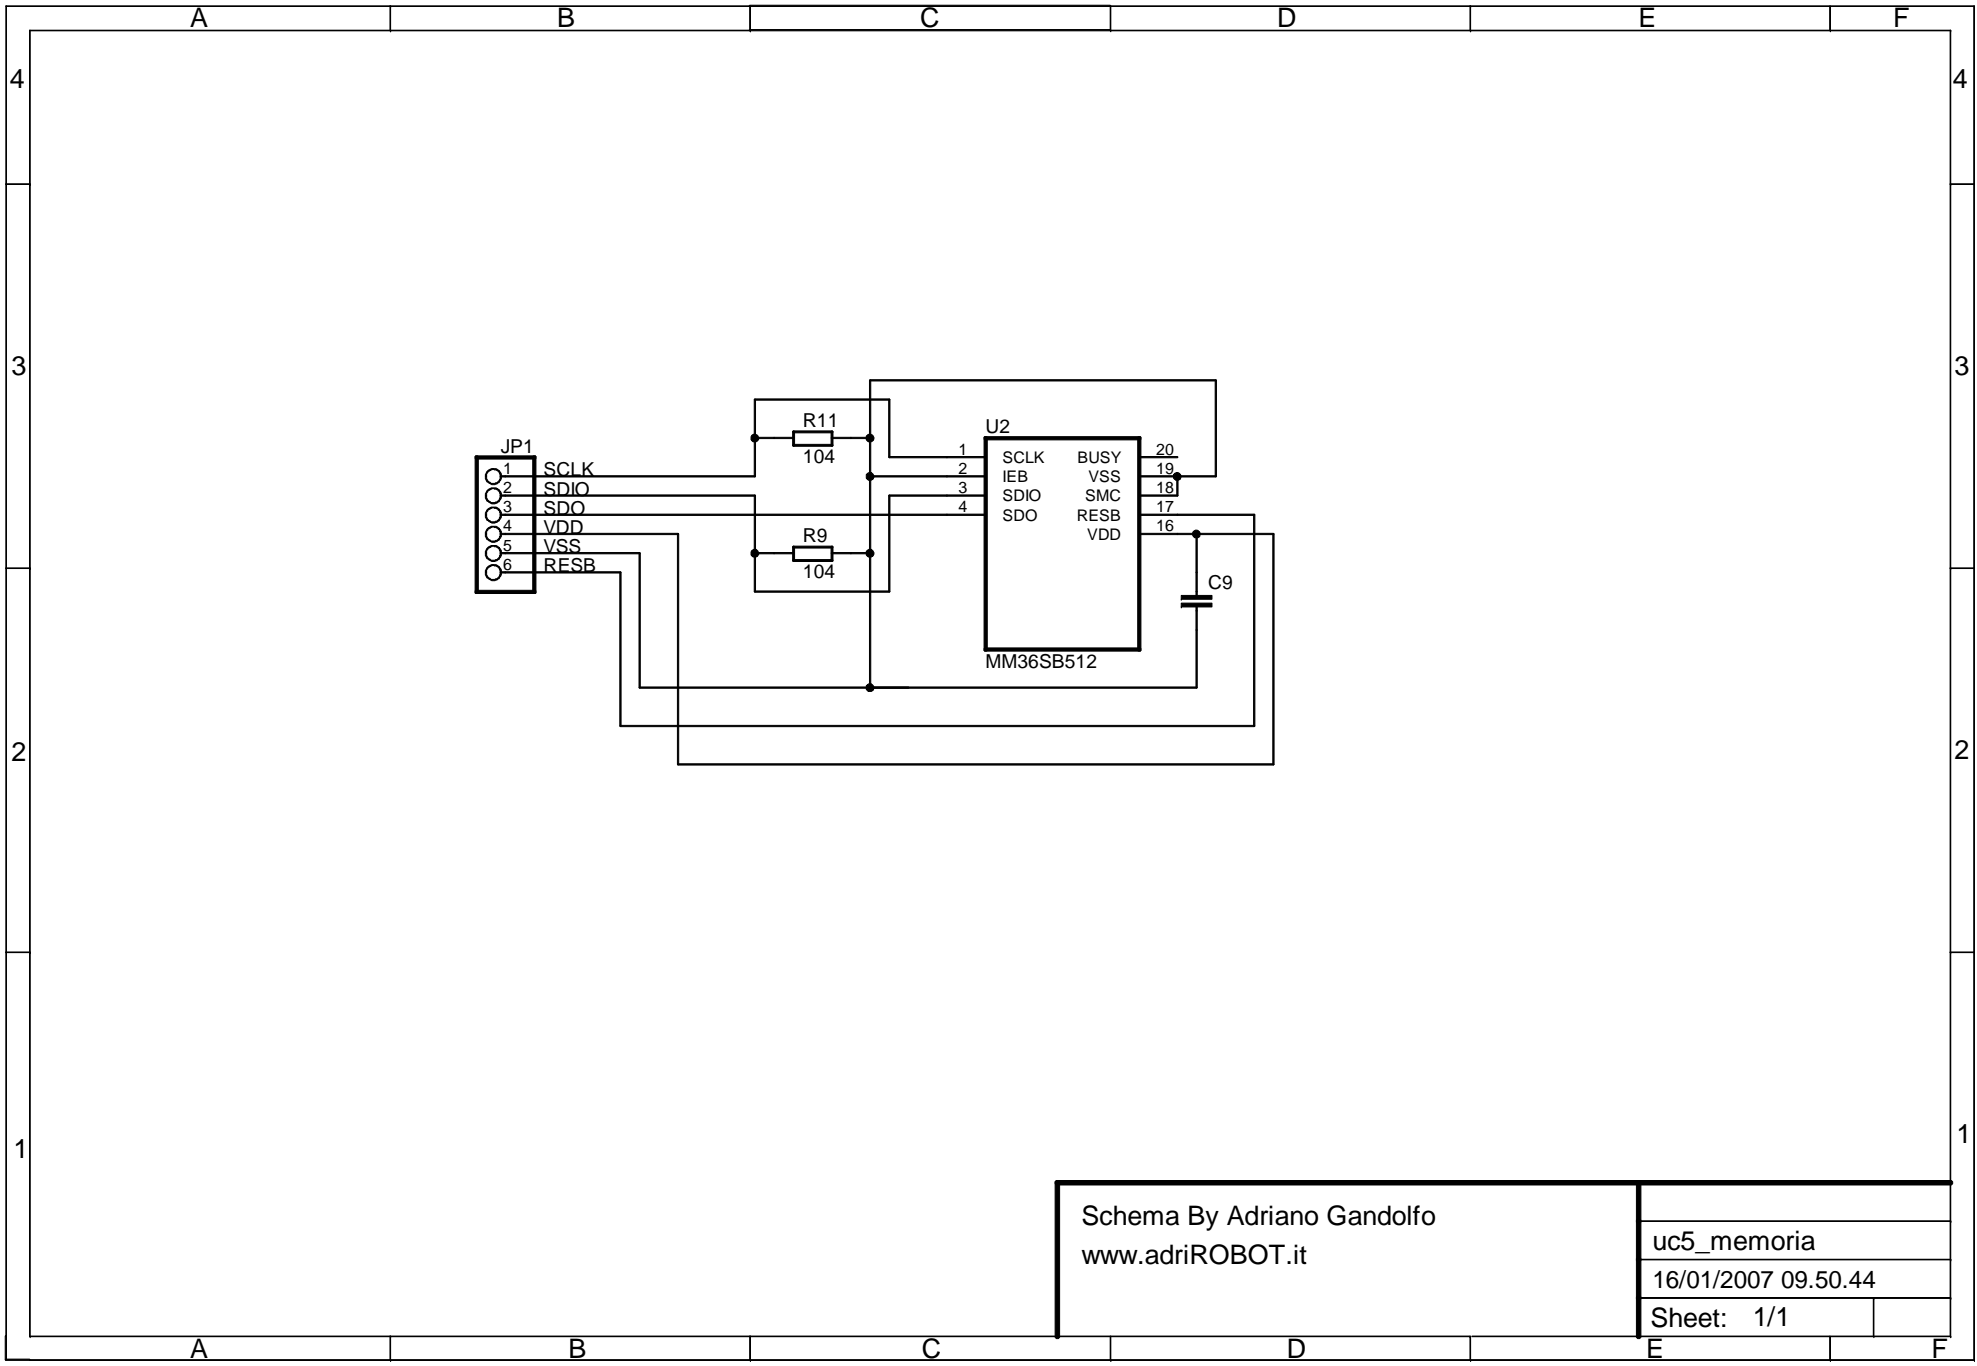 A B C D E F
4 4
3 3
2 2
1 1
JP1
1 SCLK
2 SDIO
3 SDO
4 VDD
5 VSS
6 RESB
R11
104
R9
104
U2
1 SCLK BUSY 20
2 IEB VSS 19
3 SDIO SMC 18
4 SDO RESB 17
VDD 16
MM36SB512
C9
Schema By Adriano Gandolfo
www.adriROBOT.it
uc5_memoria
16/01/2007 09.50.44
Sheet: 1/1
A B C D E F